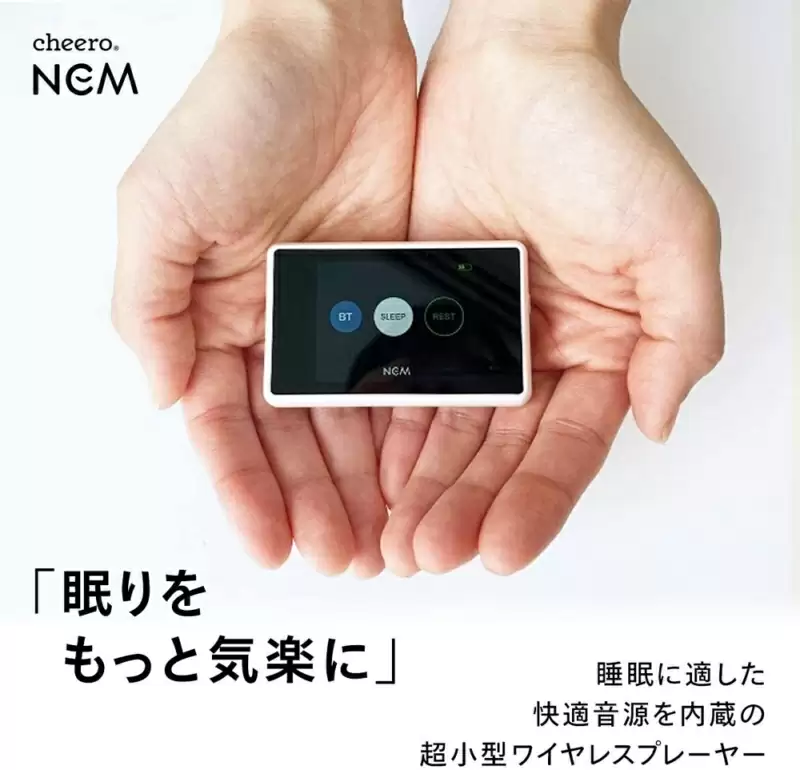 cheero®
NEM
BT
SLEEP
REST
NEM
「眠りを
もっと気楽に」
睡眠に適した
快適音源を内蔵の
超小型ワイヤレスプレーヤー